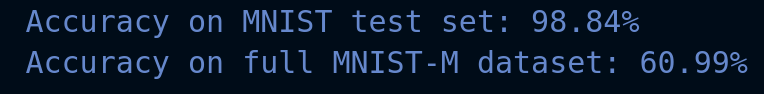 Accuracy on MNIST test set: 98.84%
Accuracy on full MNIST-M dataset: 60.99%